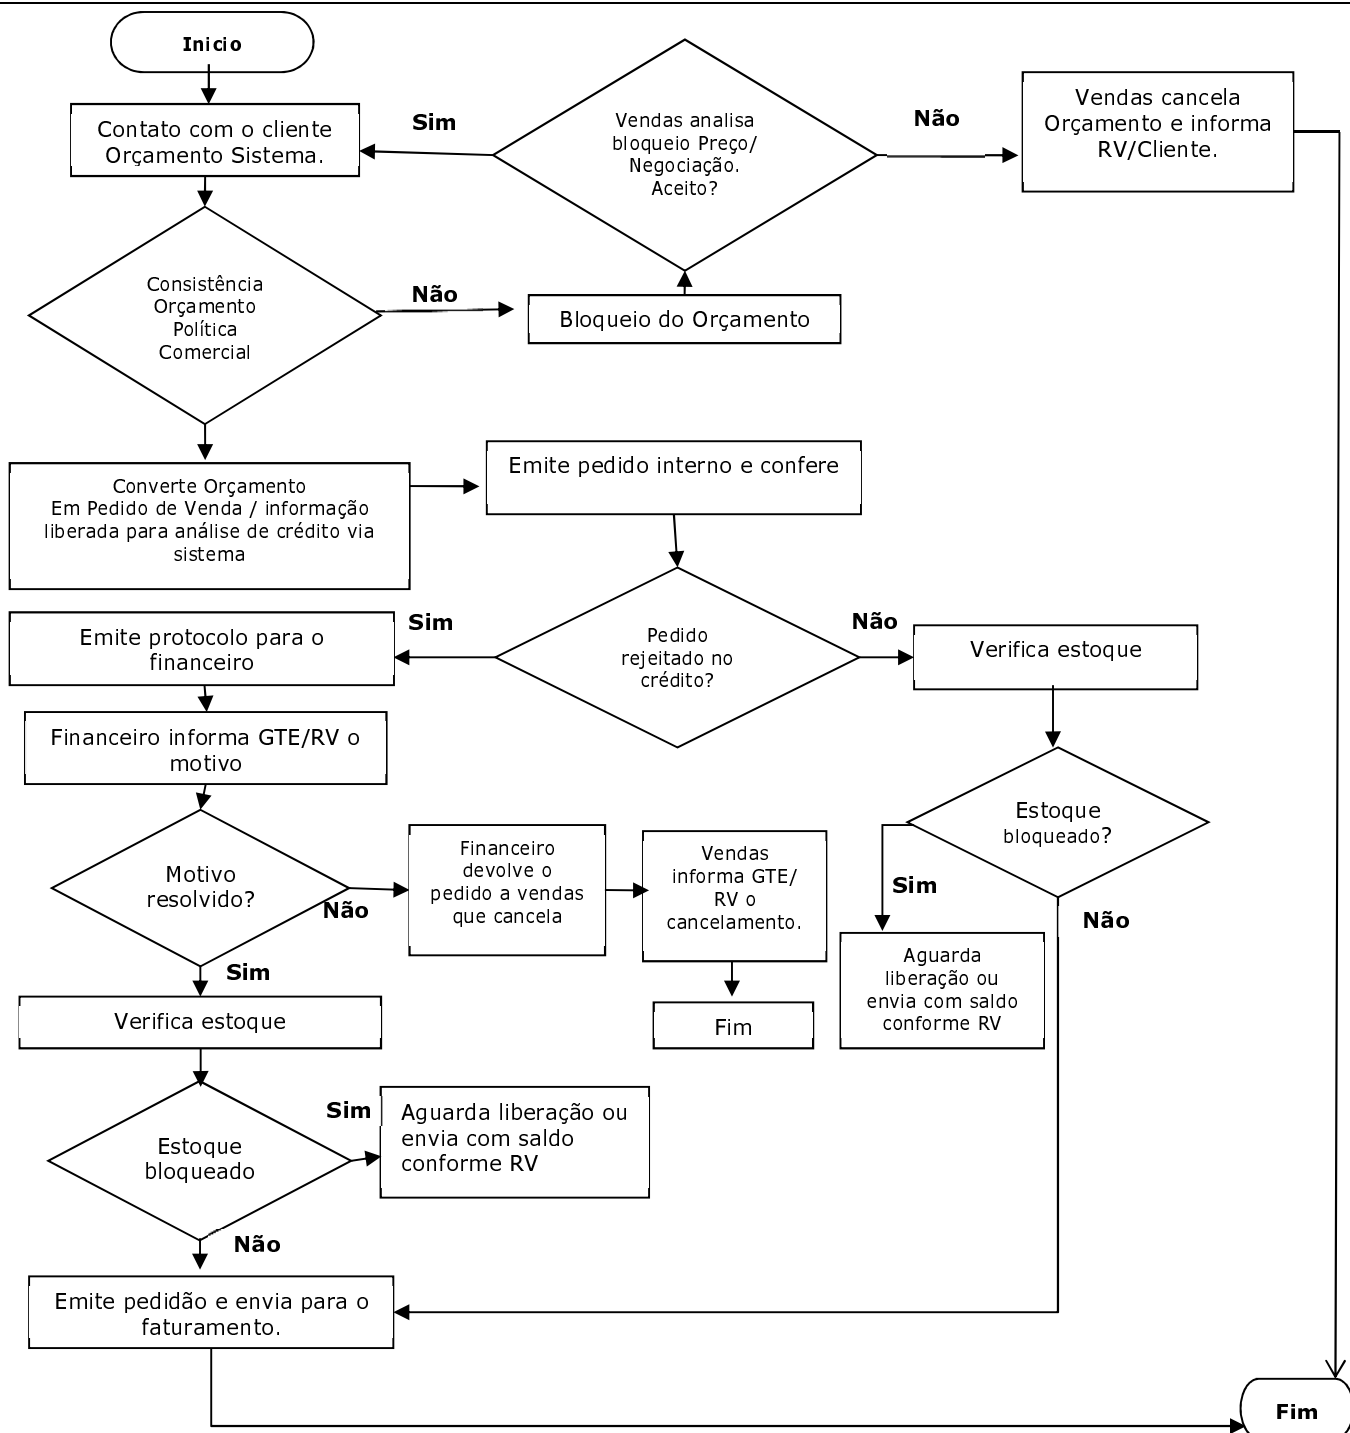 Inicio
Contato com o cliente
Orçamento Sistema.
Sim
Vendas analisa
bloqueio Preço/
Negociação.
Aceito?
Não
Vendas cancela
Orçamento e informa
RV/Cliente.
Consistência
Orçamento
Política
Comercial
Não
Bloqueio do Orçamento
Converte Orçamento
Em Pedido de Venda / informação
liberada para análise de crédito via
sistema
Emite pedido interno e confere
Emite protocolo para o
financeiro
Sim
Pedido
rejeitado no
crédito?
Não
Verifica estoque
Financeiro informa GTE/RV o
motivo
Motivo
resolvido?
Não
Financeiro
devolve o
pedido a vendas
que cancela
Vendas
informa GTE/
RV o
cancelamento.
Fim
Estoque
bloqueado?
Sim
Não
Aguarda
liberação ou
envia com saldo
conforme RV
Sim
Verifica estoque
Estoque
bloqueado
Sim
Aguarda liberação ou
envia com saldo
conforme RV
Não
Emite pedidão e envia para o
faturamento.
Fim